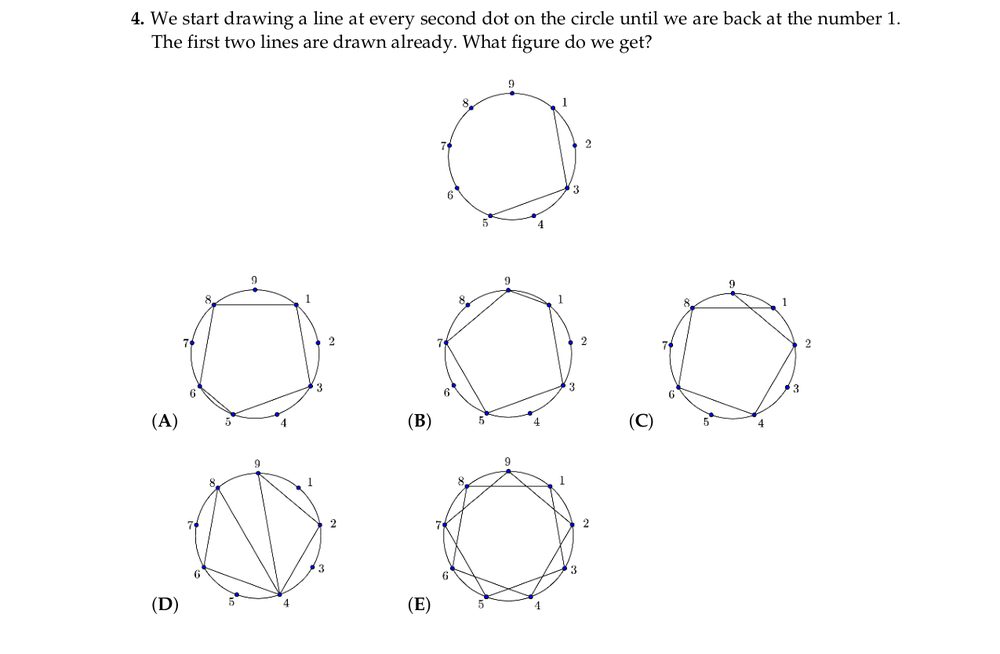 4. We start drawing a line at every second dot on the circle until we are back at the number 1.
The first two lines are drawn already. What figure do we get?
9
8 1
7 2
6 3
5 4
9 9 9
8 1 8 1 8 1
7 2 7 2 7 2
6 3 6 3 6 3
(A) 5 4 (B) 5 4 (C) 5 4
9 9
8 1 8 1
7 2 7 2
6 3 6 3
(D) 5 4 (E) 5 4